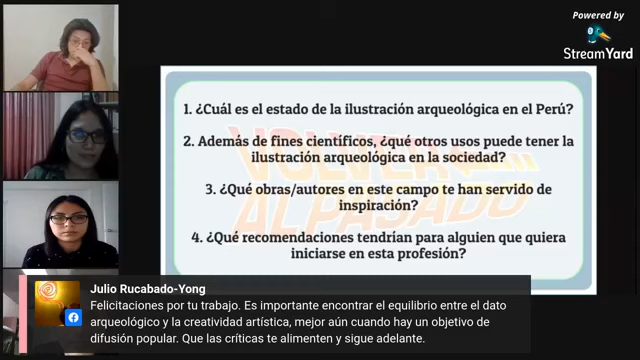 Powered by
StreamYard
VOLVER
AL PASADO
1. ¿Cuál es el estado de la ilustración arqueológica en el Perú?
2. Además de fines científicos, ¿qué otros usos puede tener la
ilustración arqueológica en la sociedad?
3. ¿Qué obras/autores en este campo te han servido de
inspiración?
4. ¿Qué recomendaciones tendrían para alguien que quiera
iniciarse en esta profesión?
Julio Rucabado-Yong
Felicitaciones por tu trabajo. Es importante encontrar el equilibrio entre el dato
arqueológico y la creatividad artística, mejor aún cuando hay un objetivo de
difusión popular. Que las críticas te alimenten y sigue adelante.